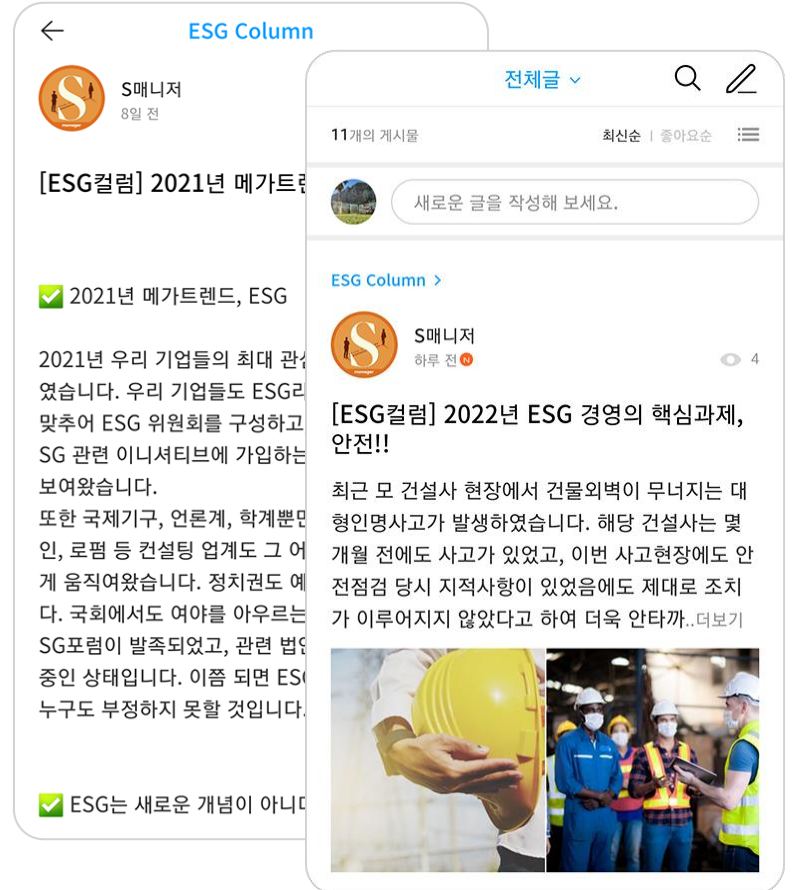 ESG Column
S매니저
8일 전
[ESG컬럼] 2021년 메가트
✅ 2021년 메가트렌드, ESG
2021년 우리 기업들의 최대
였습니다. 우리 기업들도
맞추어 ESG 위원회를 구성하고
SG 관련 이니셔티브에 가입하는
보여왔습니다.
또한 국제기구, 언론계,
인, 로펌 등 컨설팅 업계도 그
게 움직여왔습니다. 정치권도
다. 국회에서도 여야를 아우르는
SG포럼이 발족되었고, 관련
중인 상태입니다. 이쯤 되면
누구도 부정하지 못할 것입니다.
✅ ESG는 새로운 개념이
전체글
11개의 게시물
최신순 | 좋아요순
새로운 글을 작성해 보세요.
ESG Column >
S매니저
하루 전 N
4
[ESG컬럼] 2022년 ESG 경영의 핵심과제,
안전!!
최근 모 건설사 현장에서 건물외벽이 무너지는 대
형인명사고가 발생하였습니다. 해당 건설사는 몇
개월 전에도 사고가 있었고, 이번 사고현장에도 안
전점검 당시 지적사항이 있었음에도 제대로 조치
가 이루어지지 않았다고 하여 더욱 안타까..더보기